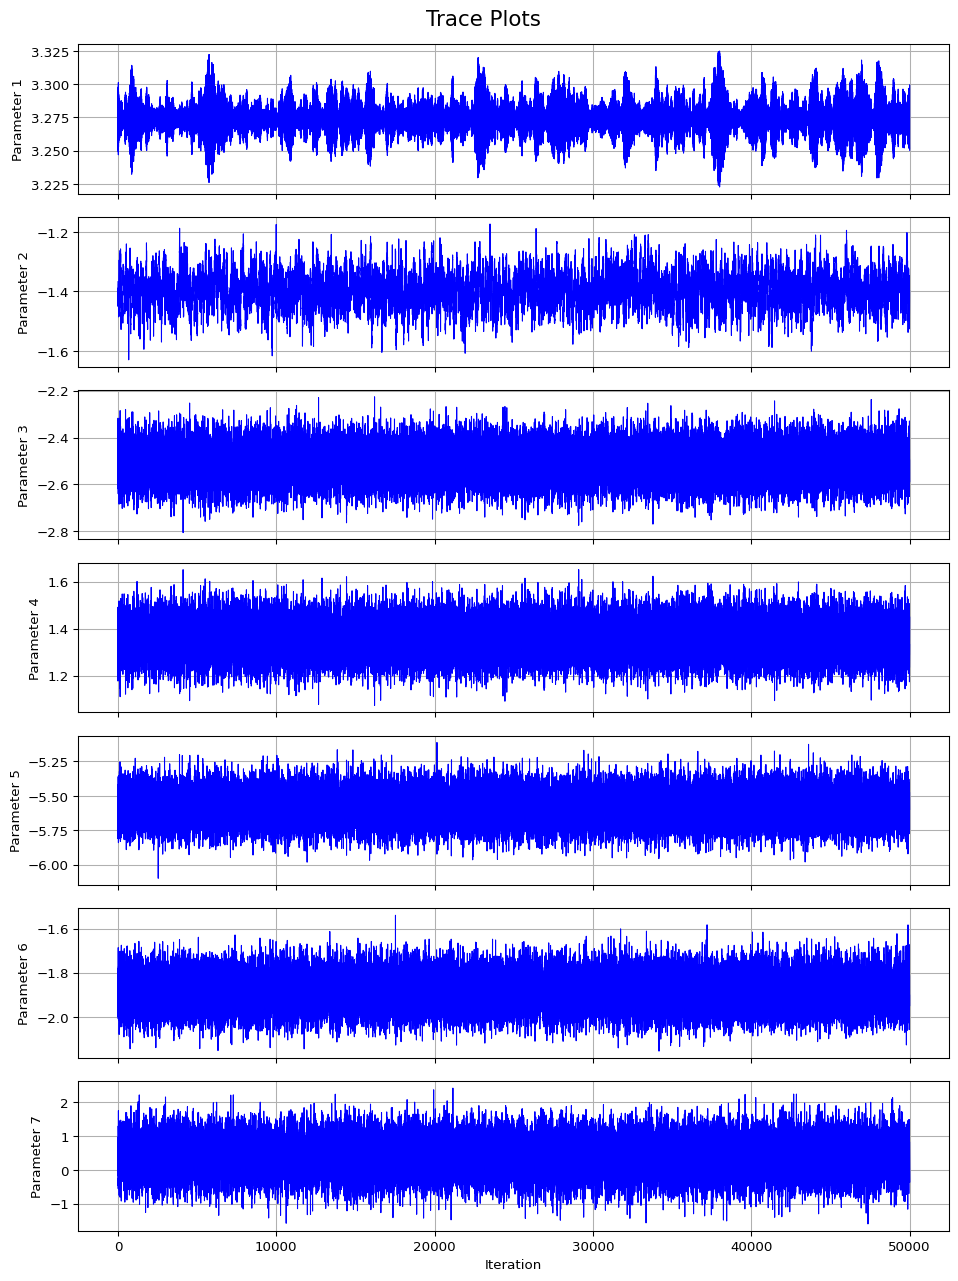 Trace Plots
3.325
3.300
3.275
3.250
3.225
Parameter 1
−1.2
−1.4
−1.6
Parameter 2
−2.2
−2.4
−2.6
−2.8
Parameter 3
1.6
1.4
1.2
Parameter 4
−5.25
−5.50
−5.75
−6.00
Parameter 5
−1.6
−1.8
−2.0
Parameter 6
2
1
0
−1
Parameter 7
0 10000 20000 30000 40000 50000
Iteration